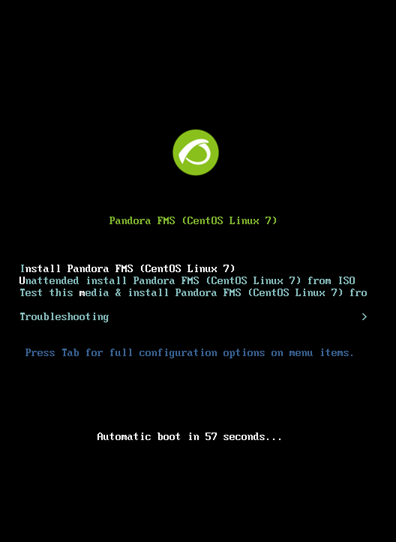 Pandora FMS (CentOS Linux 7)
Install Pandora FMS (CentOS Linux 7)
Unattended install Pandora FMS (CentOS Linux 7) from ISO
Test this media & install Pandora FMS (CentOS Linux 7) fro
Troubleshooting >
Press Tab for full configuration options on menu items.
Automatic boot in 57 seconds...